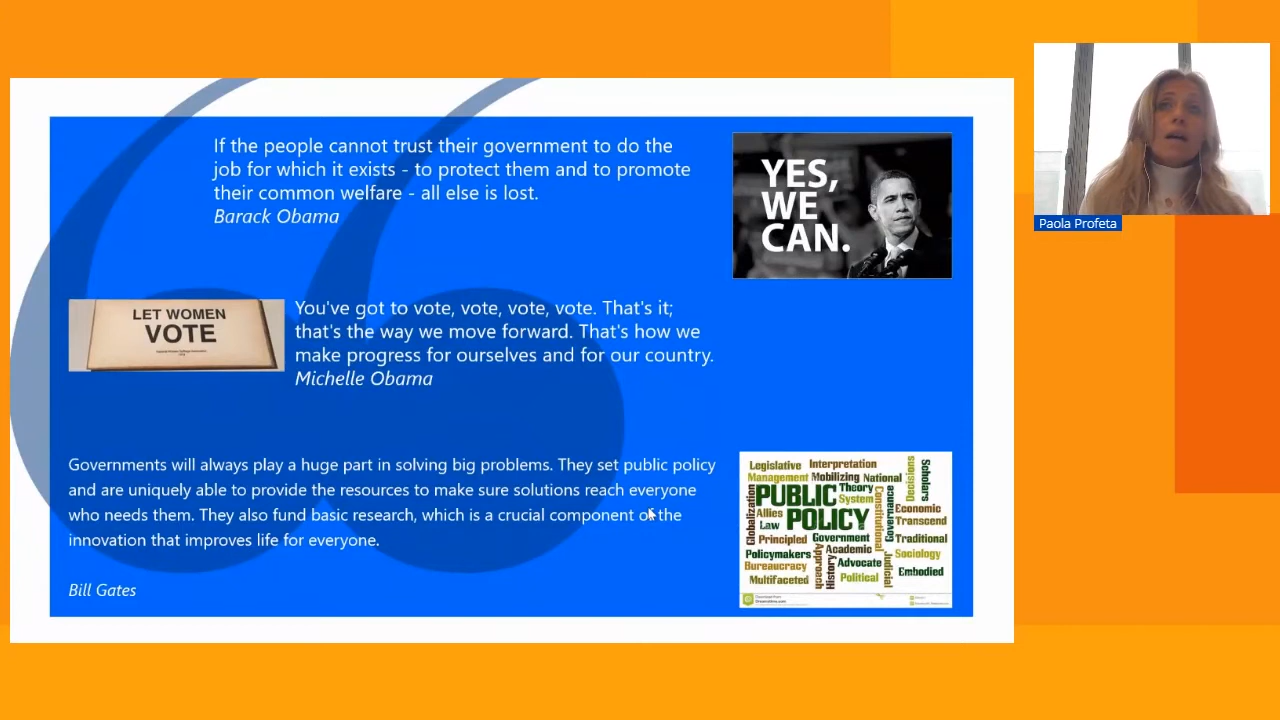 If the people cannot trust their government to do the
job for which it exists - to protect them and to promote
their common welfare - all else is lost.
Barack Obama
YES,
WE
CAN.
Paola Profeta
LET WOMEN
VOTE
You've got to vote, vote, vote, vote. That's it;
that's the way we move forward. That's how we
make progress for ourselves and for our country.
Michelle Obama
Governments will always play a huge part in solving big problems. They set public policy
and are uniquely able to provide the resources to make sure solutions reach everyone
who needs them. They also fund basic research, which is a crucial component of the
innovation that improves life for everyone.
Bill Gates
Legislative Interpretation
Management Mobilizing National
Decisions
Scholars
PUBLIC
Theory
System
Globalization
Allies
Law
POLICY
Constitutional
Governance
Economic
Transcend
Principled
Government
Traditional
Policymakers
Academic
Sociology
Bureaucracy
Approach
History
Advocate
Judicial
Embodied
Multifaceted
Political